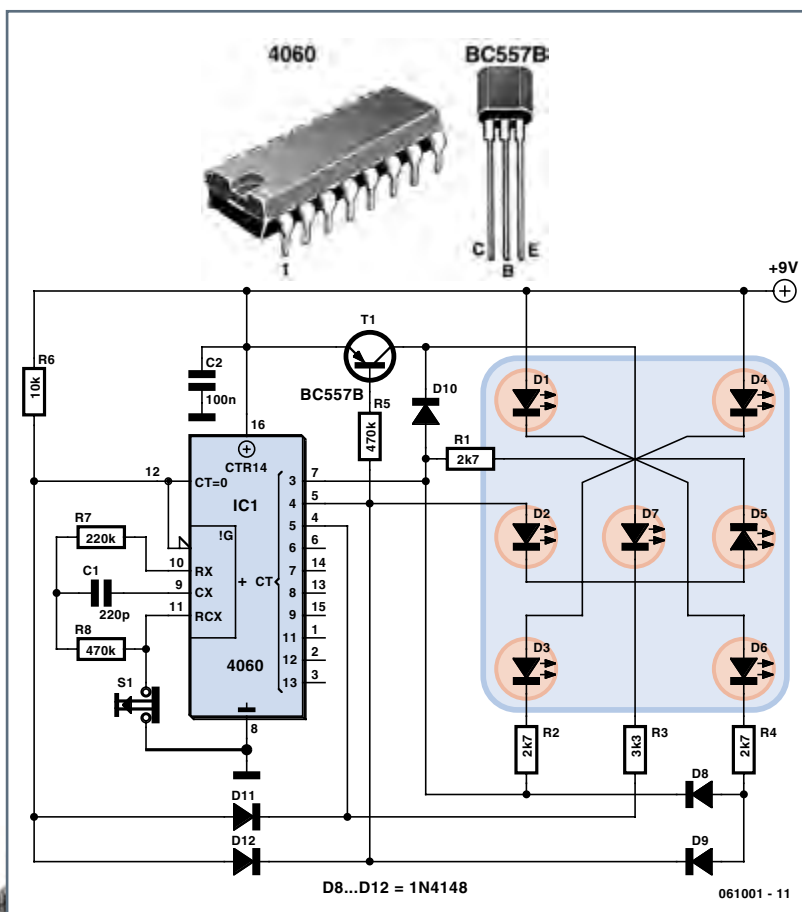 4060 BC557B
1
C B E
+9V
T1
R6
10k
C2
100n
BC557B
D10
D1
D4
R5
470k
16
CTR14
R1
2k7
12
CT=0
IC1
3 7
4 5
5 4
6 6
7 14
8 13
9 15
11 1
12 2
13 3
D2
D7
D5
R7
220k
!G
+ CT
10 RX
C1
220p
9 CX
11 RCX
R8
470k
4060
D3
D6
S1
8
R2
2k7
R3
3k3
R4
2k7
D11
D8
D12
D9
D8...D12 = 1N4148
061001 - 11